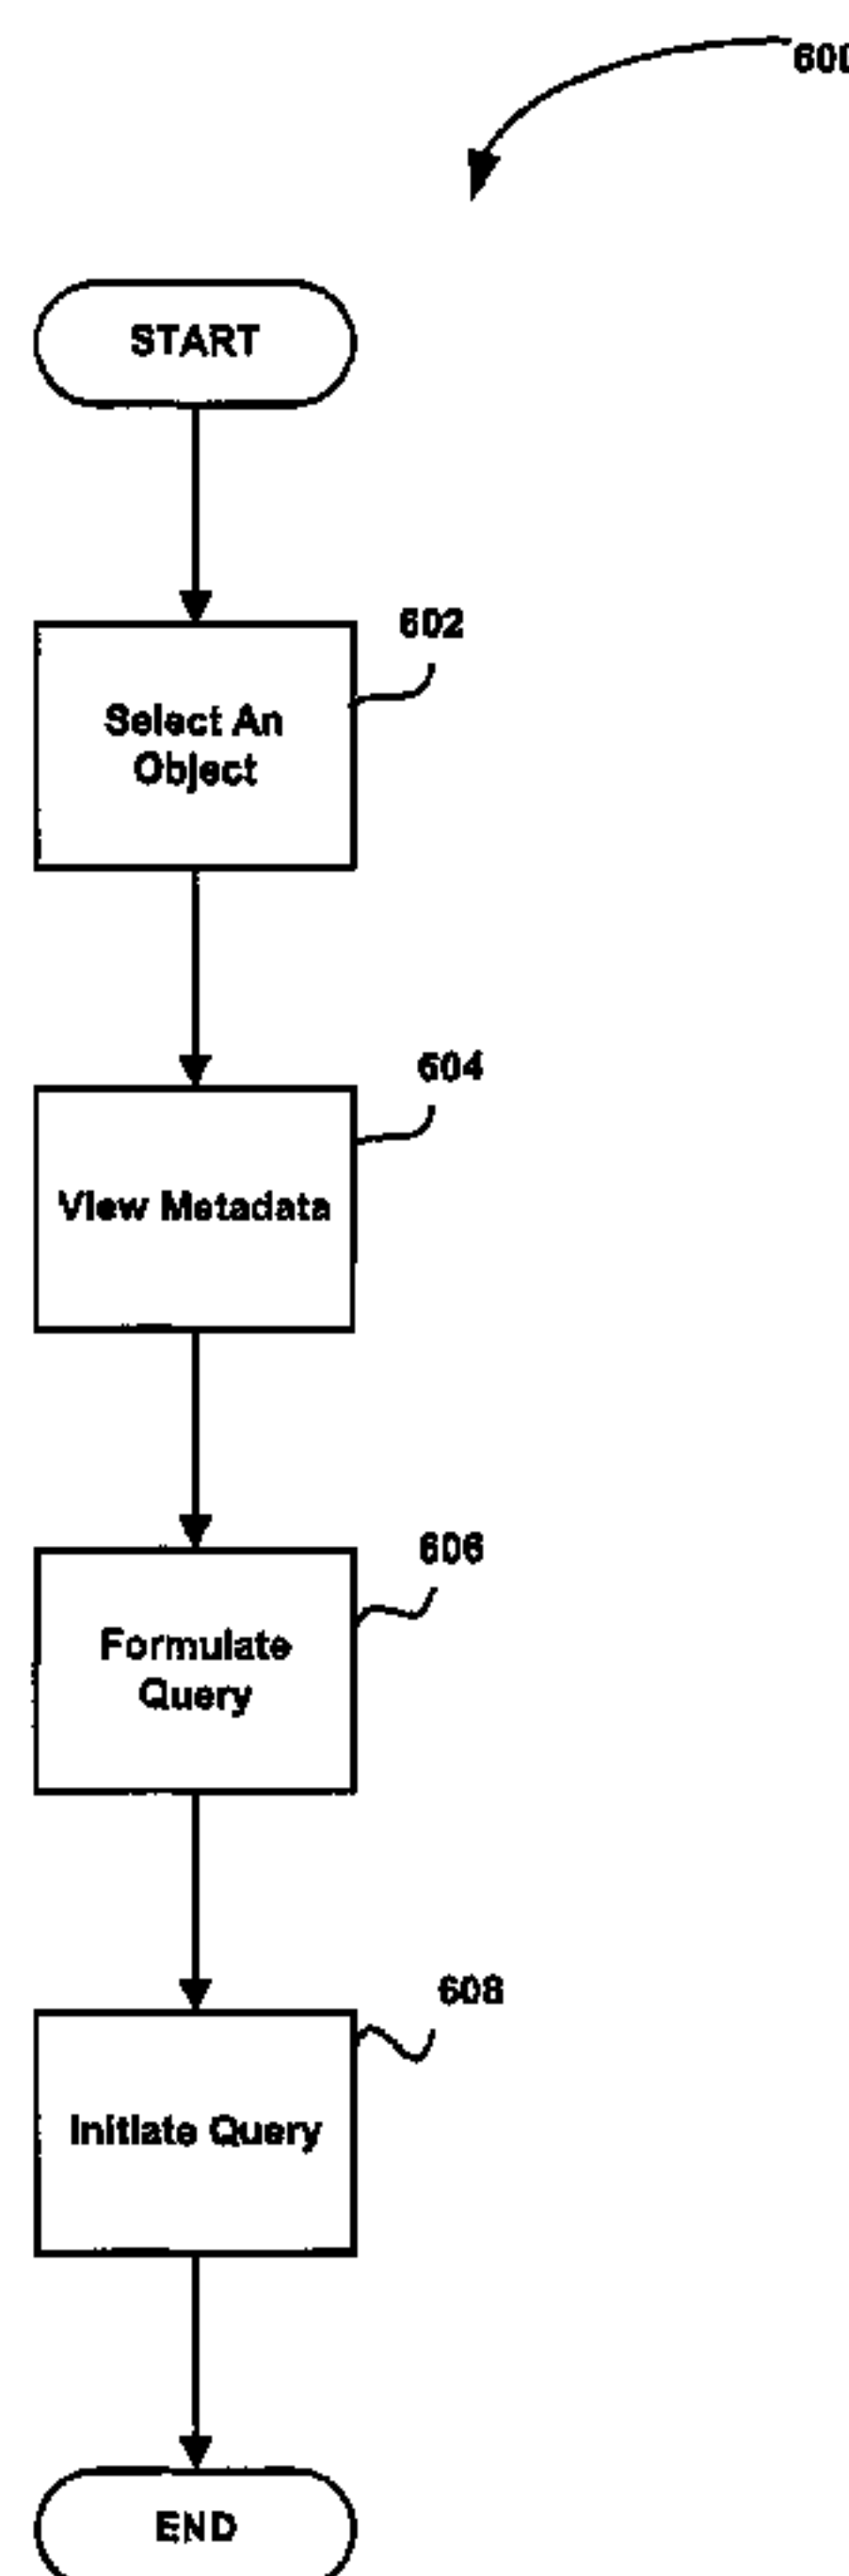 600
START
602
Select An
Object
604
View Metadata
606
Formulate
Query
608
Initiate Query
END